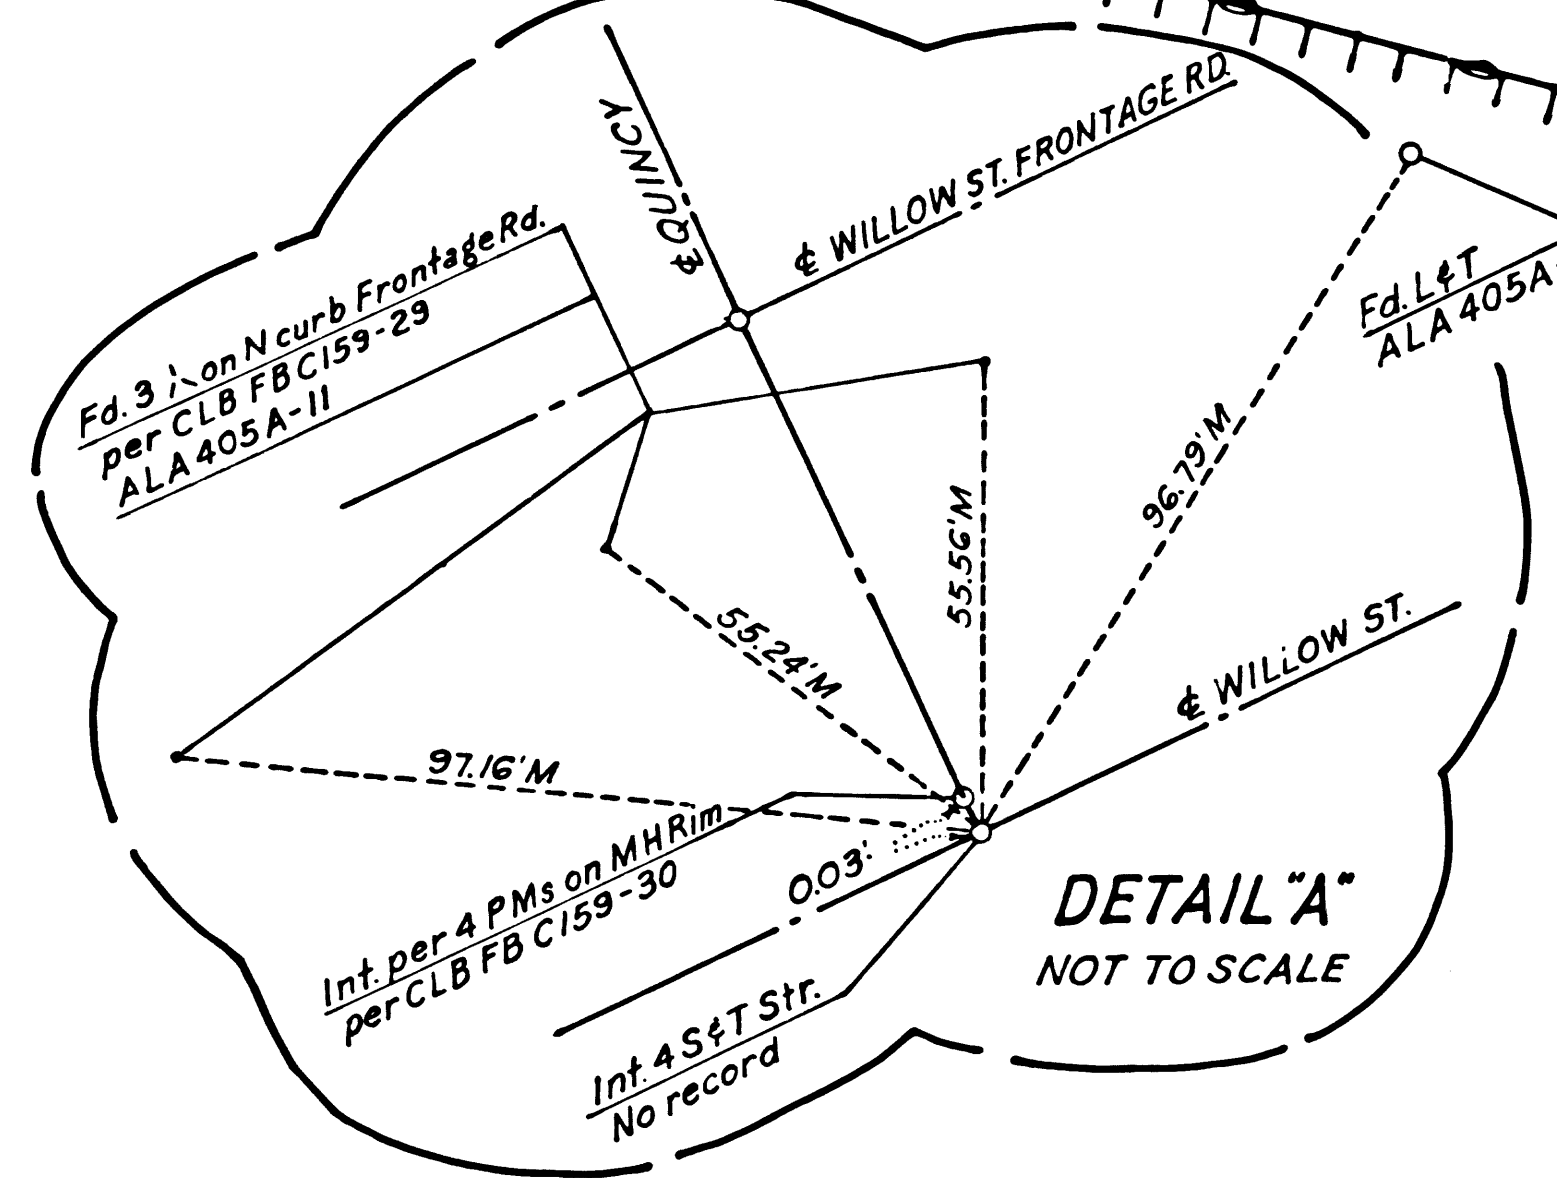 ℄ QUINCY
℄ WILLOW ST. FRONTAGE RD.
Fd. 3 on N curb Frontage Rd.
per CLB FB C159-29
ALA 405A-11
Fd. L&T
ALA 405A-
96.79'M
55.56'M
55.24'M
97.16'M
℄ WILLOW ST.
0.03'
Int. per 4 PMs on MH Rim
per CLB FB C159-30
Int. 4 S&T Str.
No record
DETAIL "A"
NOT TO SCALE